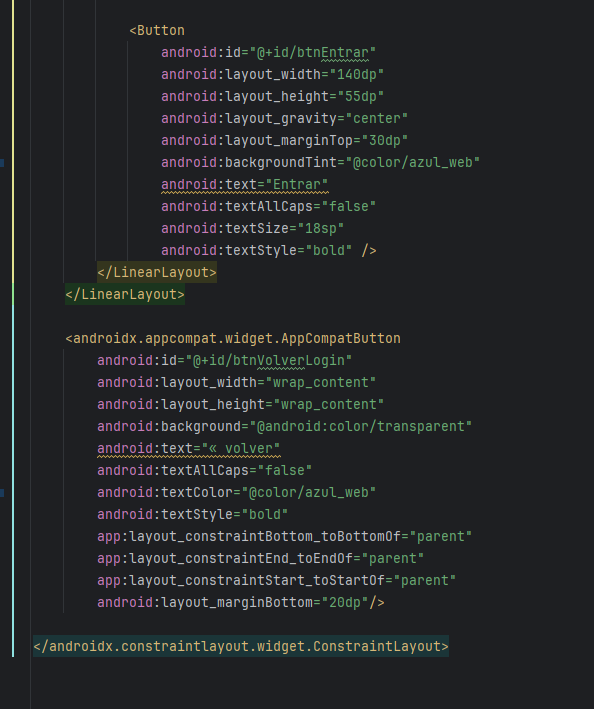 <Button
android:id="@+id/btnEntrar"
android:layout_width="140dp"
android:layout_height="55dp"
android:layout_gravity="center"
android:layout_marginTop="30dp"
android:backgroundTint="@color/azul_web"
android:text="Entrar"
android:textAllCaps="false"
android:textSize="18sp"
android:textStyle="bold" />
</LinearLayout>
</LinearLayout>
<androidx.appcompat.widget.AppCompatButton
android:id="@+id/btnVolverLogin"
android:layout_width="wrap_content"
android:layout_height="wrap_content"
android:background="@android:color/transparent"
android:text="« volver"
android:textAllCaps="false"
android:textColor="@color/azul_web"
android:textStyle="bold"
app:layout_constraintBottom_toBottomOf="parent"
app:layout_constraintEnd_toEndOf="parent"
app:layout_constraintStart_toStartOf="parent"
android:layout_marginBottom="20dp"/>
</androidx.constraintlayout.widget.ConstraintLayout>